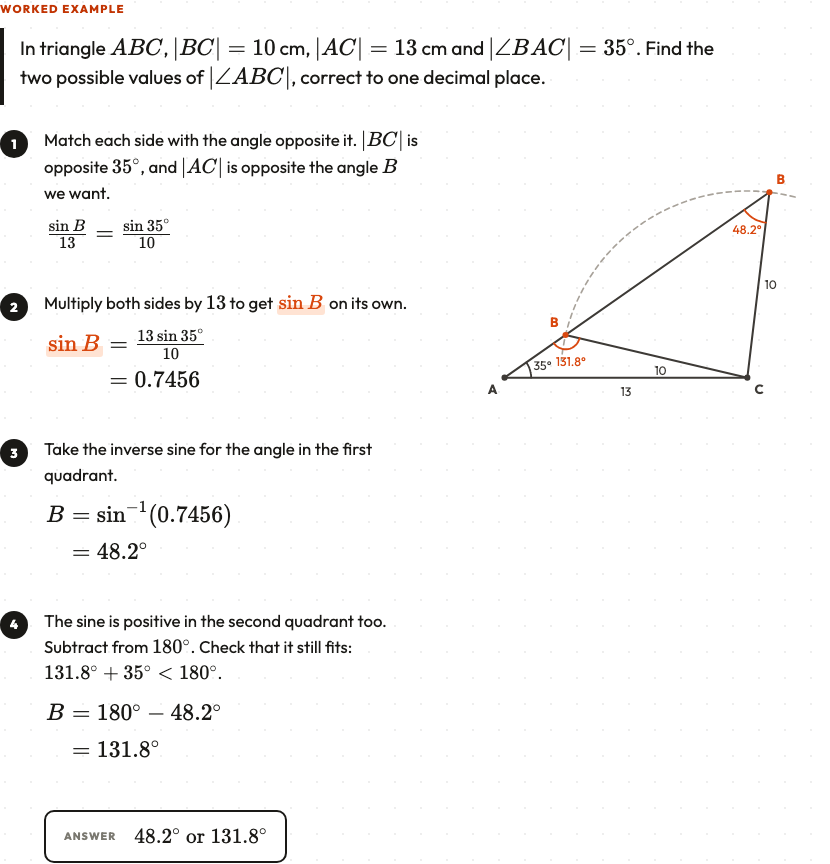 WORKED EXAMPLE
In triangle ABC, |BC| = 10 cm, |AC| = 13 cm and |∠BAC| = 35°. Find the
two possible values of |∠ABC|, correct to one decimal place.
1
Match each side with the angle opposite it. |BC| is
opposite 35°, and |AC| is opposite the angle B
we want.
sin B / 13 = sin 35° / 10
2
Multiply both sides by 13 to get sin B on its own.
sin B = 13 sin 35° / 10
= 0.7456
3
Take the inverse sine for the angle in the first
quadrant.
B = sin⁻¹(0.7456)
= 48.2°
4
The sine is positive in the second quadrant too.
Subtract from 180°. Check that it still fits:
131.8° + 35° < 180°.
B = 180° − 48.2°
= 131.8°
ANSWER 48.2° or 131.8°
B
48.2°
10
B
35° 131.8°
10
A
13
C